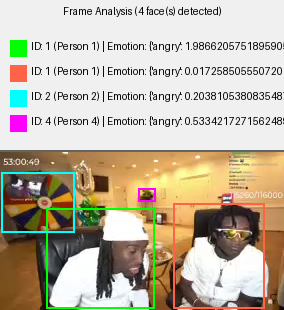 Frame Analysis (4 face(s) detected)
ID: 1 (Person 1) | Emotion: {'angry': 1.986620575189590
ID: 1 (Person 1) | Emotion: {'angry': 0.017258505550720
ID: 2 (Person 2) | Emotion: {'angry': 0.203810538083548
ID: 4 (Person 4) | Emotion: {'angry': 0.533421727156248
53:00:49
/116000